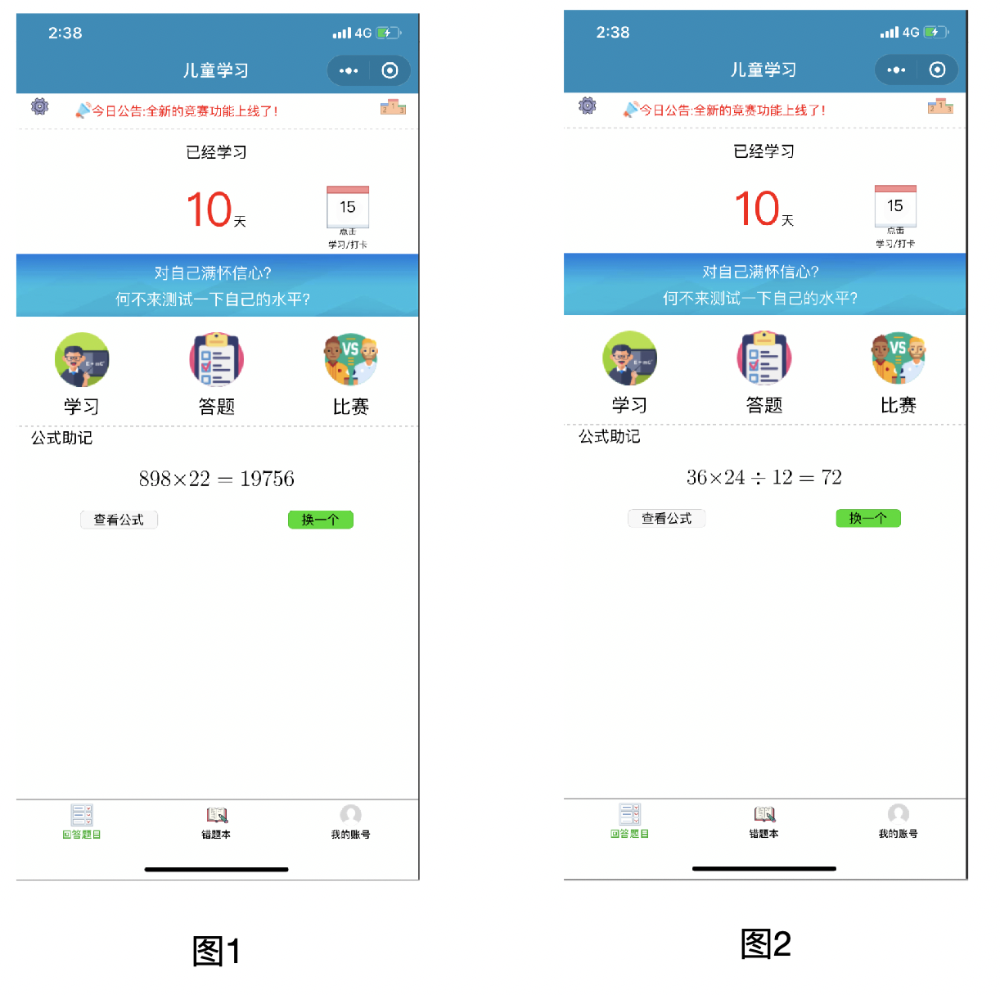 2:38
4G
儿童学习
今日公告:全新的竞赛功能上线了!
2 1 3
已经学习
10天
15
点击
学习/打卡
对自己满怀信心?
何不来测试一下自己的水平?
VS
学习
答题
比赛
公式助记
898×22 = 19756
查看公式
换一个
回答题目
错题本
我的账号
图1
2:38
4G
儿童学习
今日公告:全新的竞赛功能上线了!
2 1 3
已经学习
10天
15
点击
学习/打卡
对自己满怀信心?
何不来测试一下自己的水平?
VS
学习
答题
比赛
公式助记
36×24 ÷ 12 = 72
查看公式
换一个
回答题目
错题本
我的账号
图2